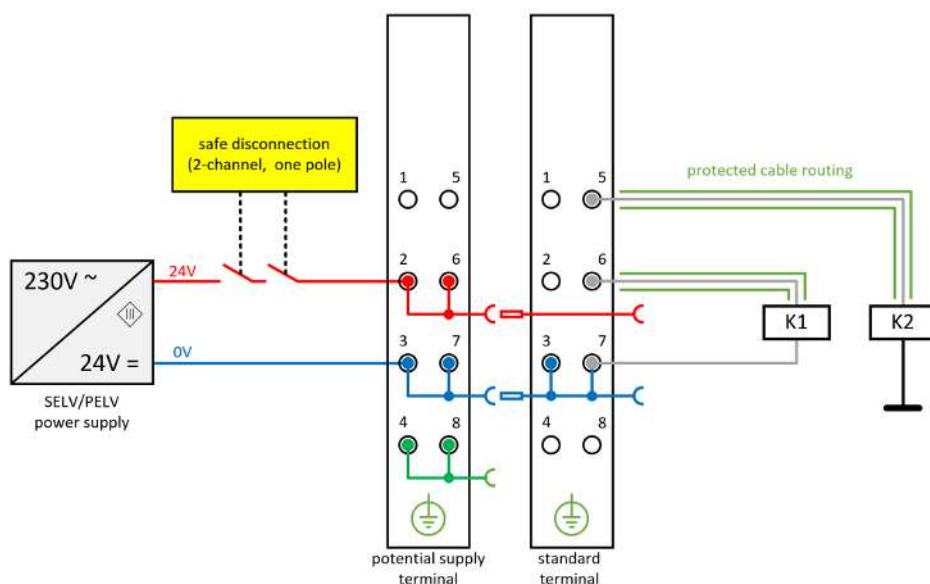 safe disconnection
(2-channel, one pole)
protected cable routing
1 5
1 5
230V ~
III
24V =
24V
0V
2 6
2 6
3 7
3 7
4 8
4 8
K1
K2
SELV/PELV
power supply
potential supply
terminal
standard
terminal